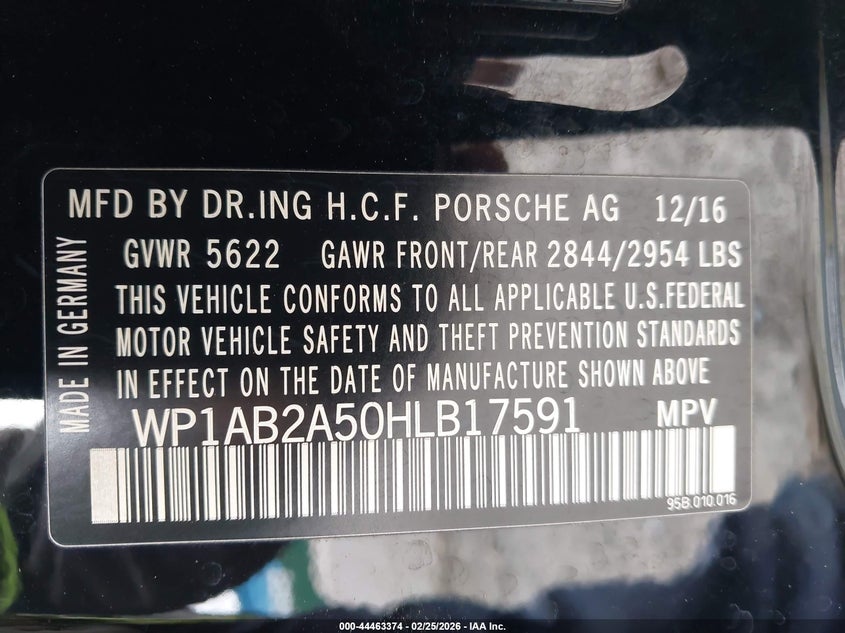 MFD BY DR.ING H.C.F. PORSCHE AG 12/16
GVWR 5622 GAWR FRONT/REAR 2844/2954 LBS
THIS VEHICLE CONFORMS TO ALL APPLICABLE U.S.FEDERAL
MOTOR VEHICLE SAFETY AND THEFT PREVENTION STANDARDS
IN EFFECT ON THE DATE OF MANUFACTURE SHOWN ABOVE
WP1AB2A50HLB17591 MPV
95B.010.016
MADE IN GERMANY
000-44463374 - 02/25/2026 - IAA Inc.